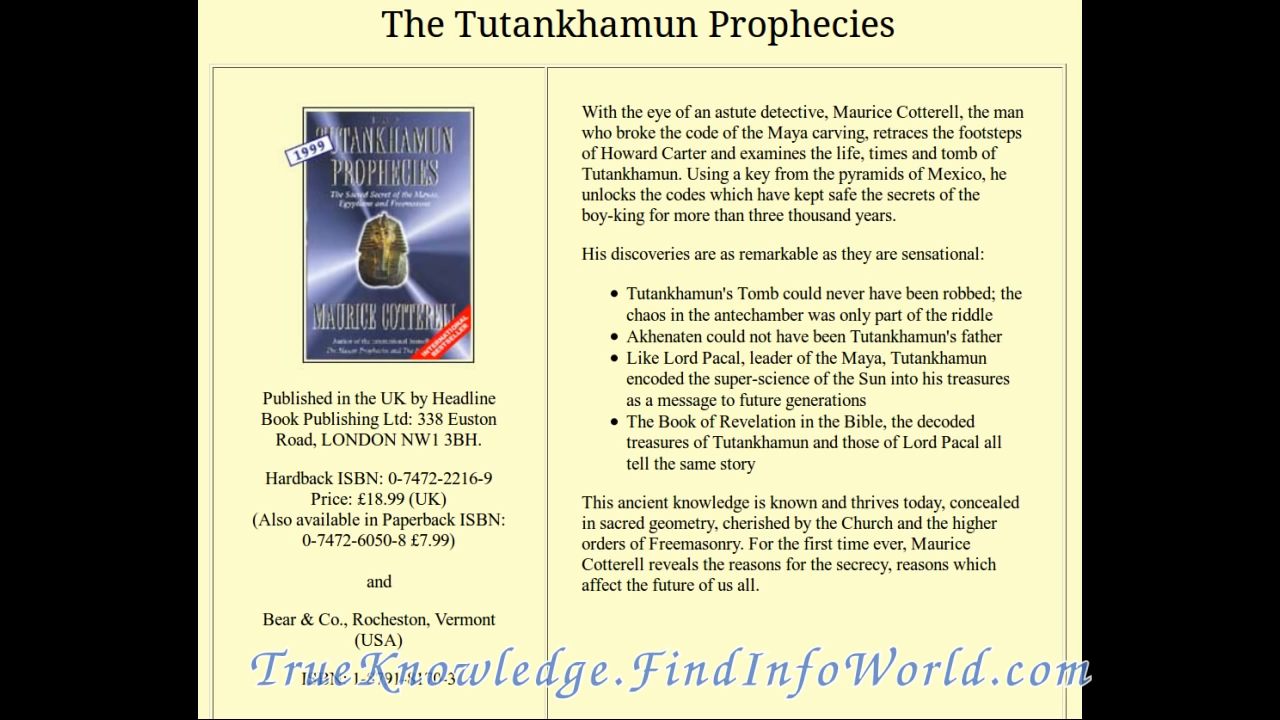 The Tutankhamun Prophecies
1999
TUTANKHAMUN
PROPHECIES
The Sacred Secret of the Mayas,
Egyptians and Freemasons
MAURICE COTTERELL
INTERNATIONAL
BESTSELLER
Author of the international
Published in the UK by Headline
Book Publishing Ltd: 338 Euston
Road, LONDON NW1 3BH.
Hardback ISBN: 0-7472-2216-9
Price: £18.99 (UK)
(Also available in Paperback ISBN:
0-7472-6050-8 £7.99)
and
Bear & Co., Rocheston, Vermont
(USA)
ISBN:
With the eye of an astute detective, Maurice Cotterell, the man
who broke the code of the Maya carving, retraces the footsteps
of Howard Carter and examines the life, times and tomb of
Tutankhamun. Using a key from the pyramids of Mexico, he
unlocks the codes which have kept safe the secrets of the
boy-king for more than three thousand years.
His discoveries are as remarkable as they are sensational:
• Tutankhamun's Tomb could never have been robbed; the
chaos in the antechamber was only part of the riddle
• Akhenaten could not have been Tutankhamun's father
• Like Lord Pacal, leader of the Maya, Tutankhamun
encoded the super-science of the Sun into his treasures
as a message to future generations
• The Book of Revelation in the Bible, the decoded
treasures of Tutankhamun and those of Lord Pacal all
tell the same story
This ancient knowledge is known and thrives today, concealed
in sacred geometry, cherished by the Church and the higher
orders of Freemasonry. For the first time ever, Maurice
Cotterell reveals the reasons for the secrecy, reasons which
affect the future of us all.
TrueKnowledge.FindInfoWorld.com